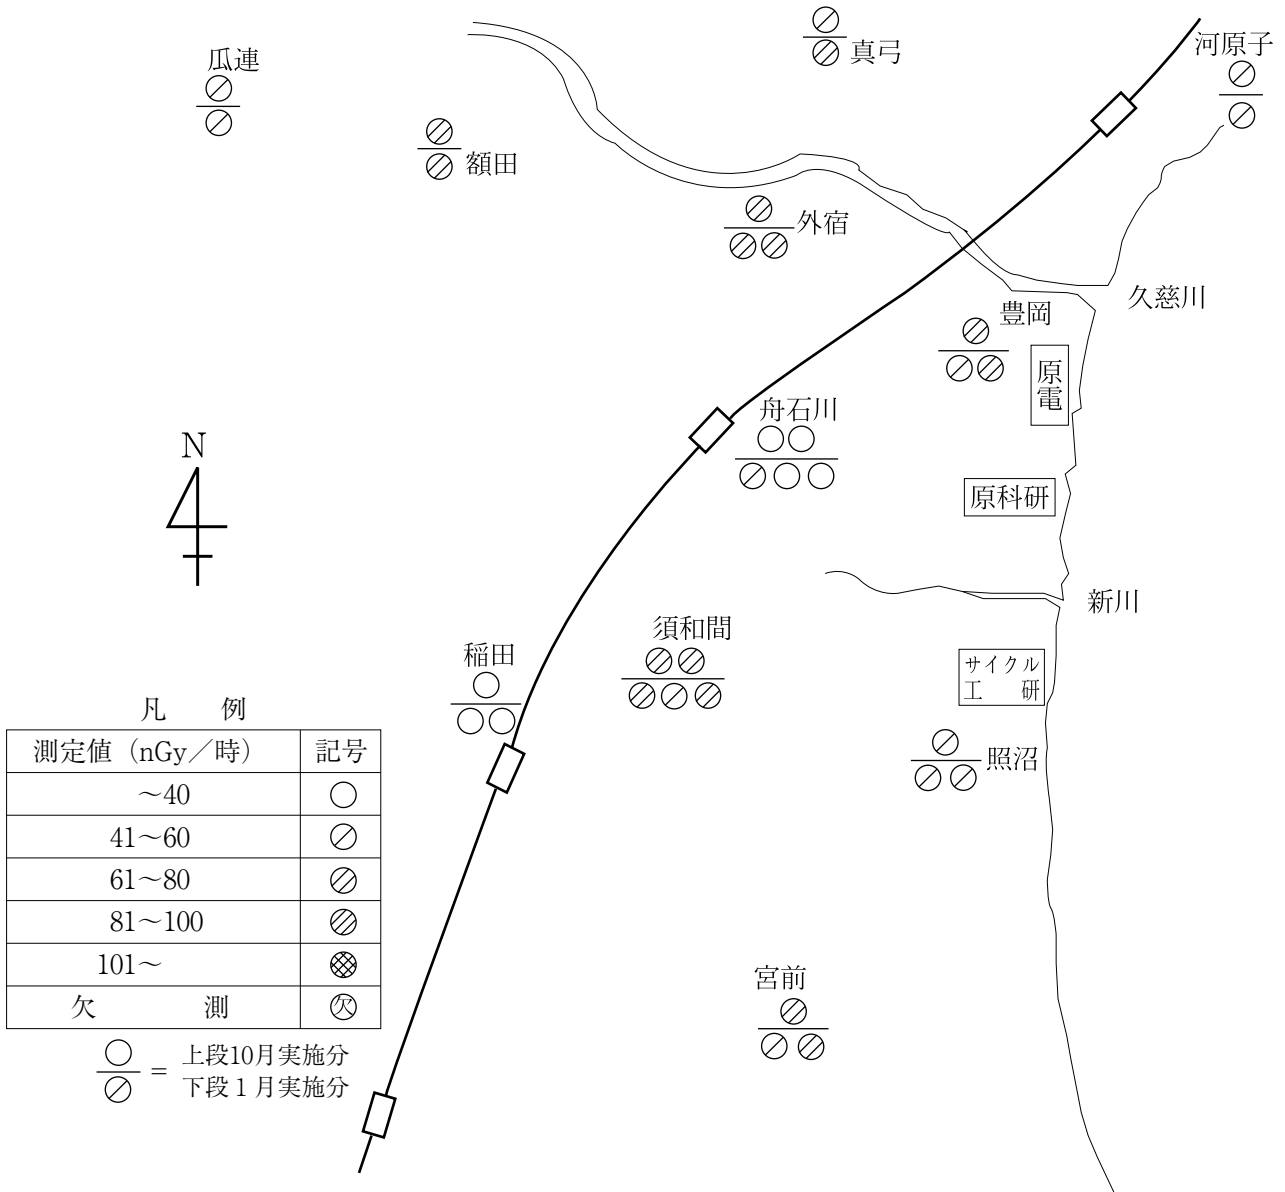 瓜連
真弓
河原子
額田
外宿
久慈川
豊岡
原電
舟石川
N
原科研
新川
須和間
稲田
サイクル
工 研
照沼
凡 例
測定値（nGy／時） 記号
～40
41～60
61～80
81～100
101～
欠 測 欠
宮前
= 上段10月実施分
下段1月実施分